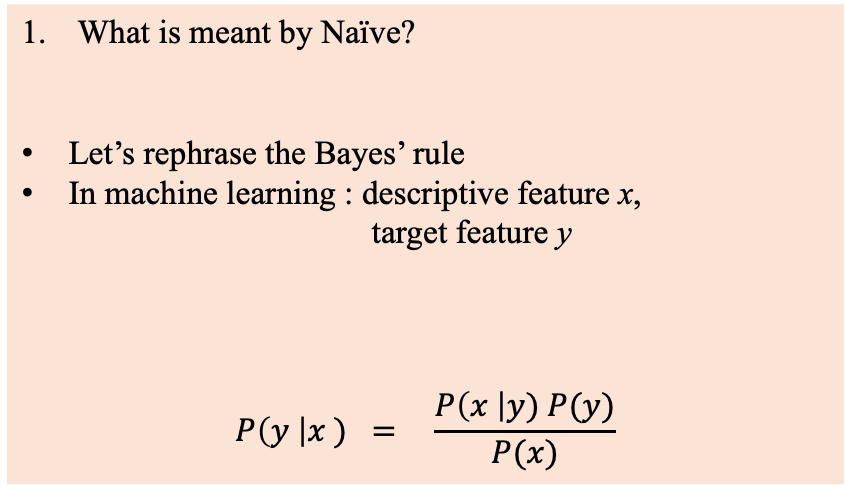 1. What is meant by Naïve?
• Let’s rephrase the Bayes’ rule
• In machine learning : descriptive feature x,
target feature y
P(y |x ) = P(x |y) P(y) / P(x)